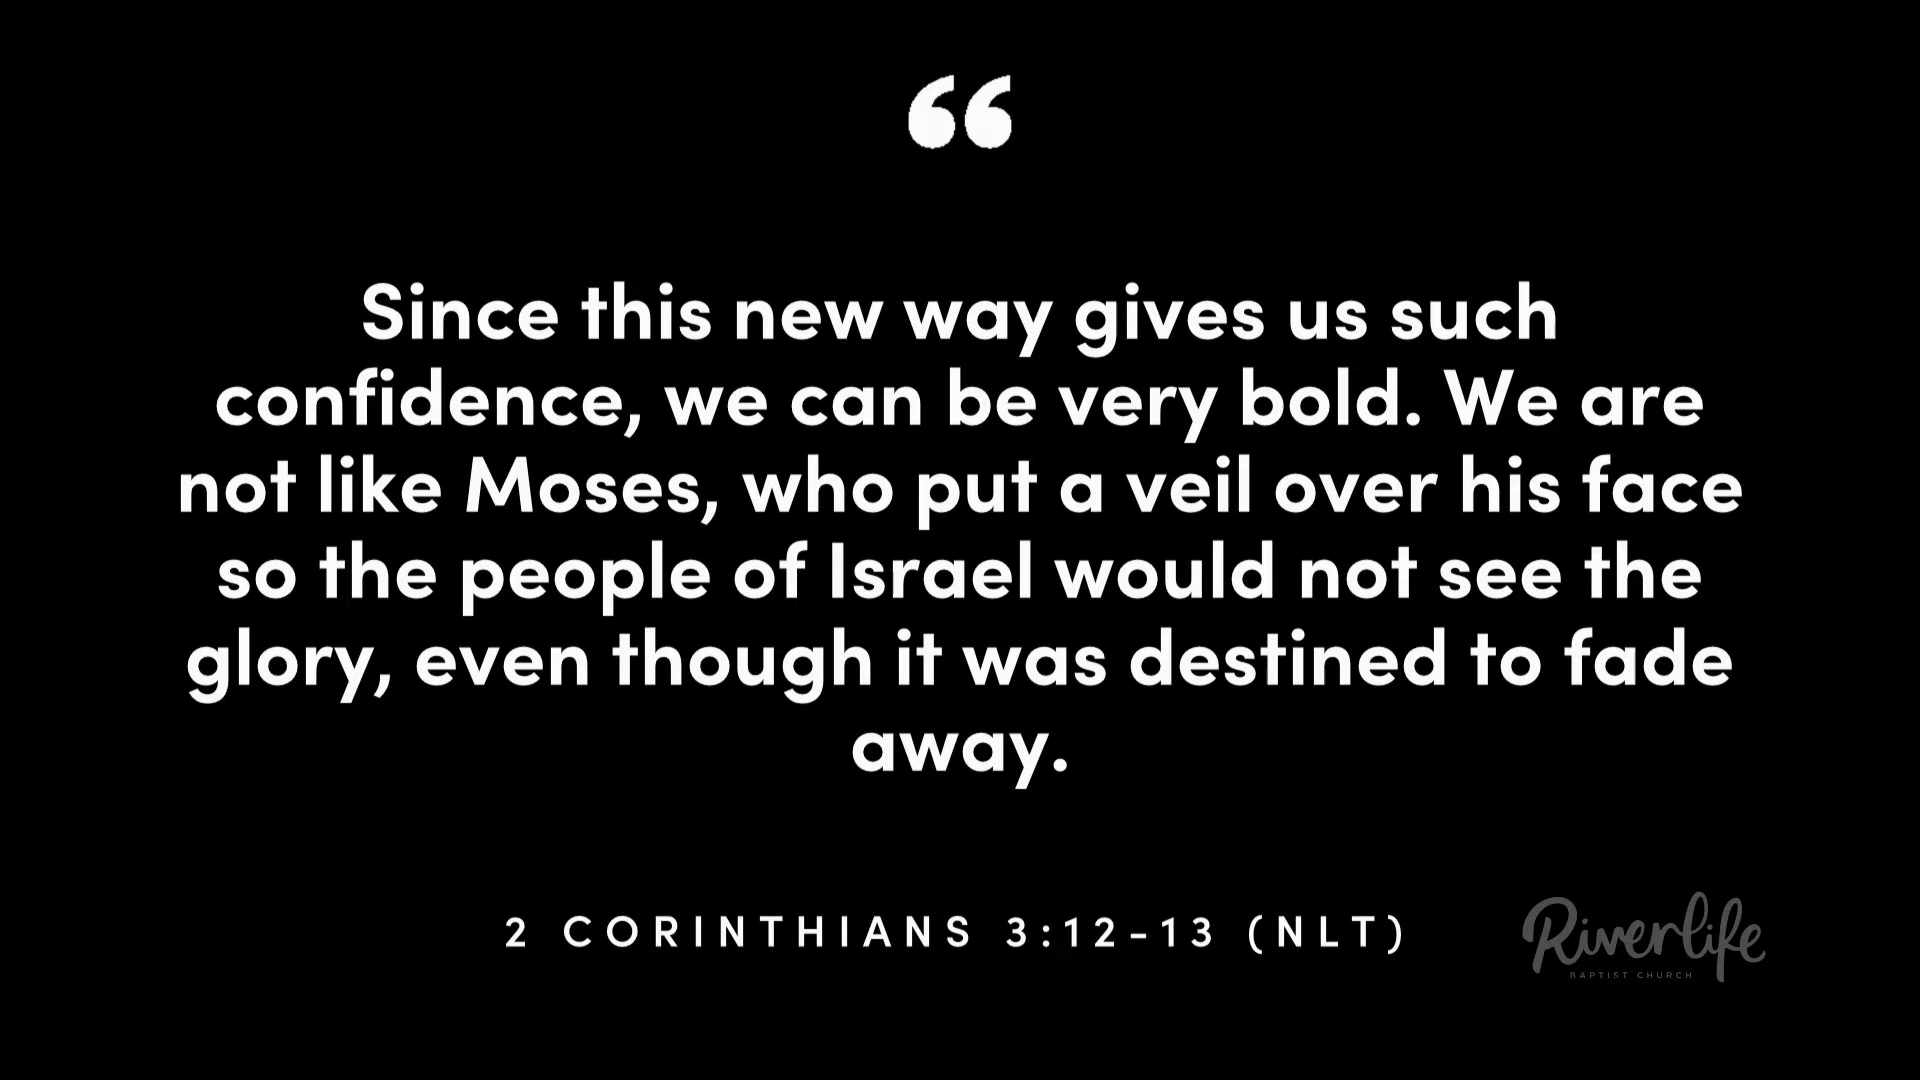 “
Since this new way gives us such
confidence, we can be very bold. We are
not like Moses, who put a veil over his face
so the people of Israel would not see the
glory, even though it was destined to fade
away.
2 CORINTHIANS 3:12-13 (NLT)
Riverlife
BAPTIST CHURCH